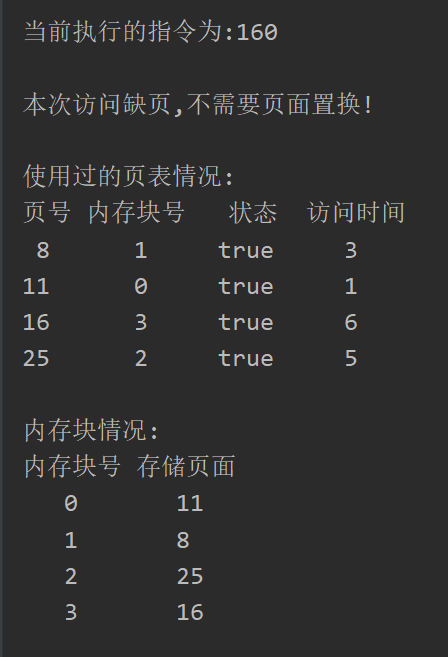 当前执行的指令为:160
本次访问缺页,不需要页面置换!
使用过的页表情况:
页号 内存块号 状态 访问时间
8 1 true 3
11 0 true 1
16 3 true 6
25 2 true 5
内存块情况:
内存块号 存储页面
0 11
1 8
2 25
3 16